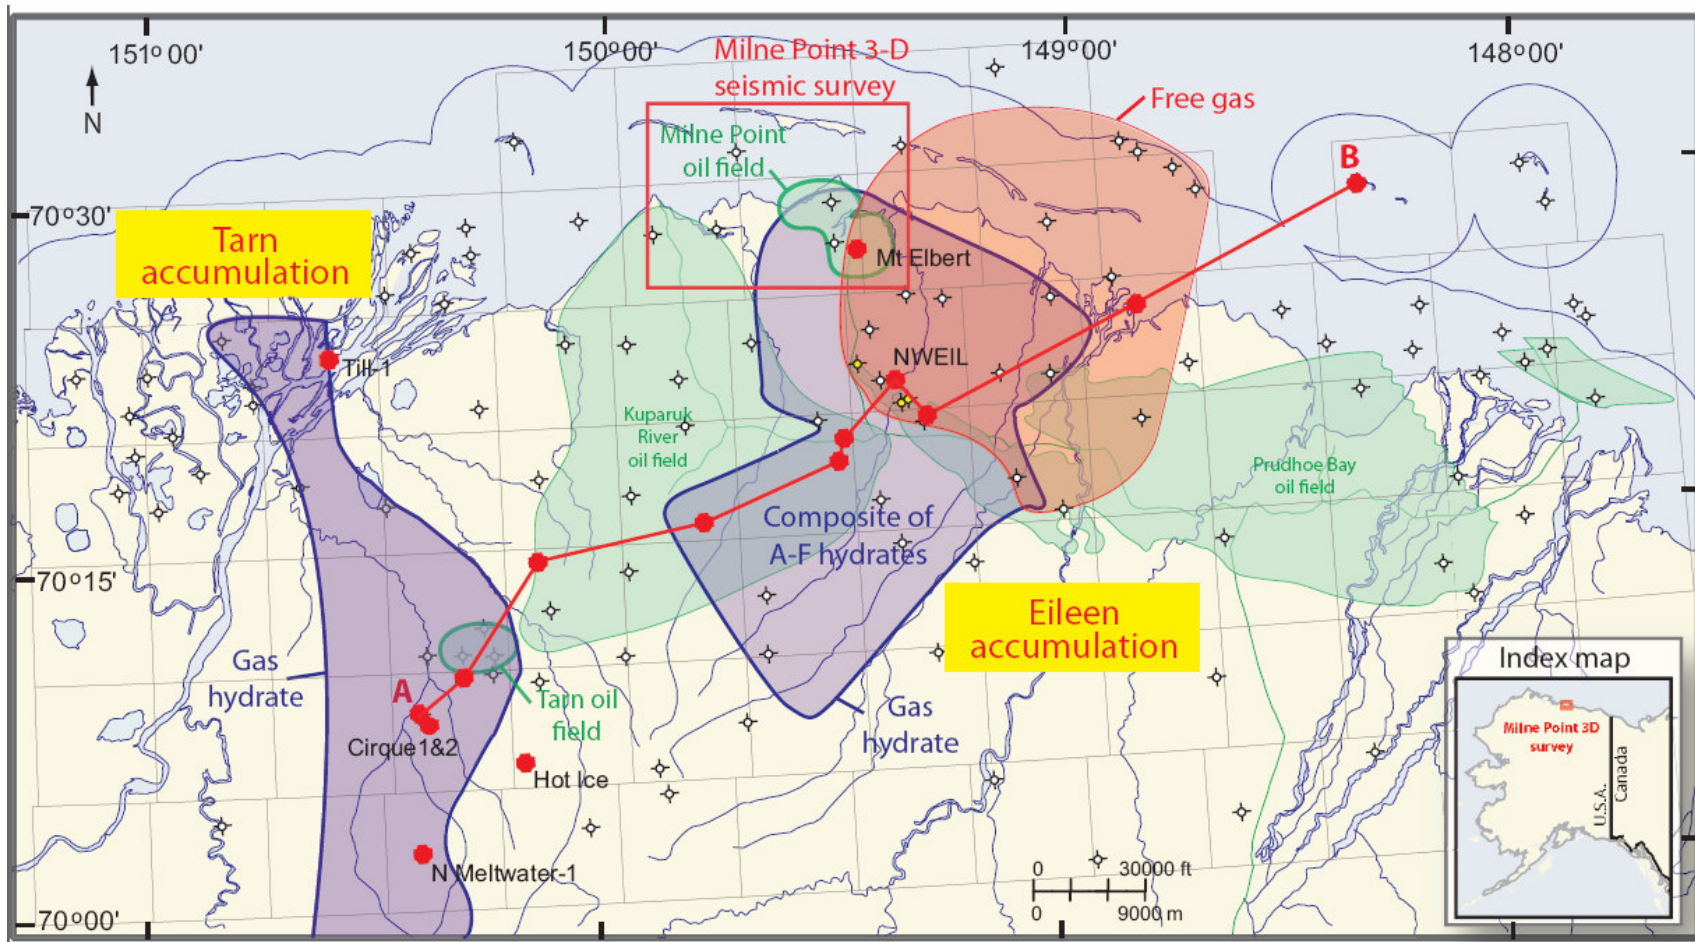 151° 00'
150°00'
149°00'
148°00'
Milne Point 3-D
seismic survey
Free gas
N
Milne Point
oil field
B
70°30'
Tarn
accumulation
Mt Elbert
Till-1
NWEIL
Kuparuk
River
oil field
Prudhoe Bay
oil field
Composite of
A-F hydrates
70°15'
Eileen
accumulation
Gas
hydrate
A
Tarn oil
field
Gas
hydrate
Cirque1&2
Hot Ice
N Meltwater-1
70°00'
0 30000 ft
0 9000 m
Index map
Milne Point 3D
survey
U.S.A.
Canada